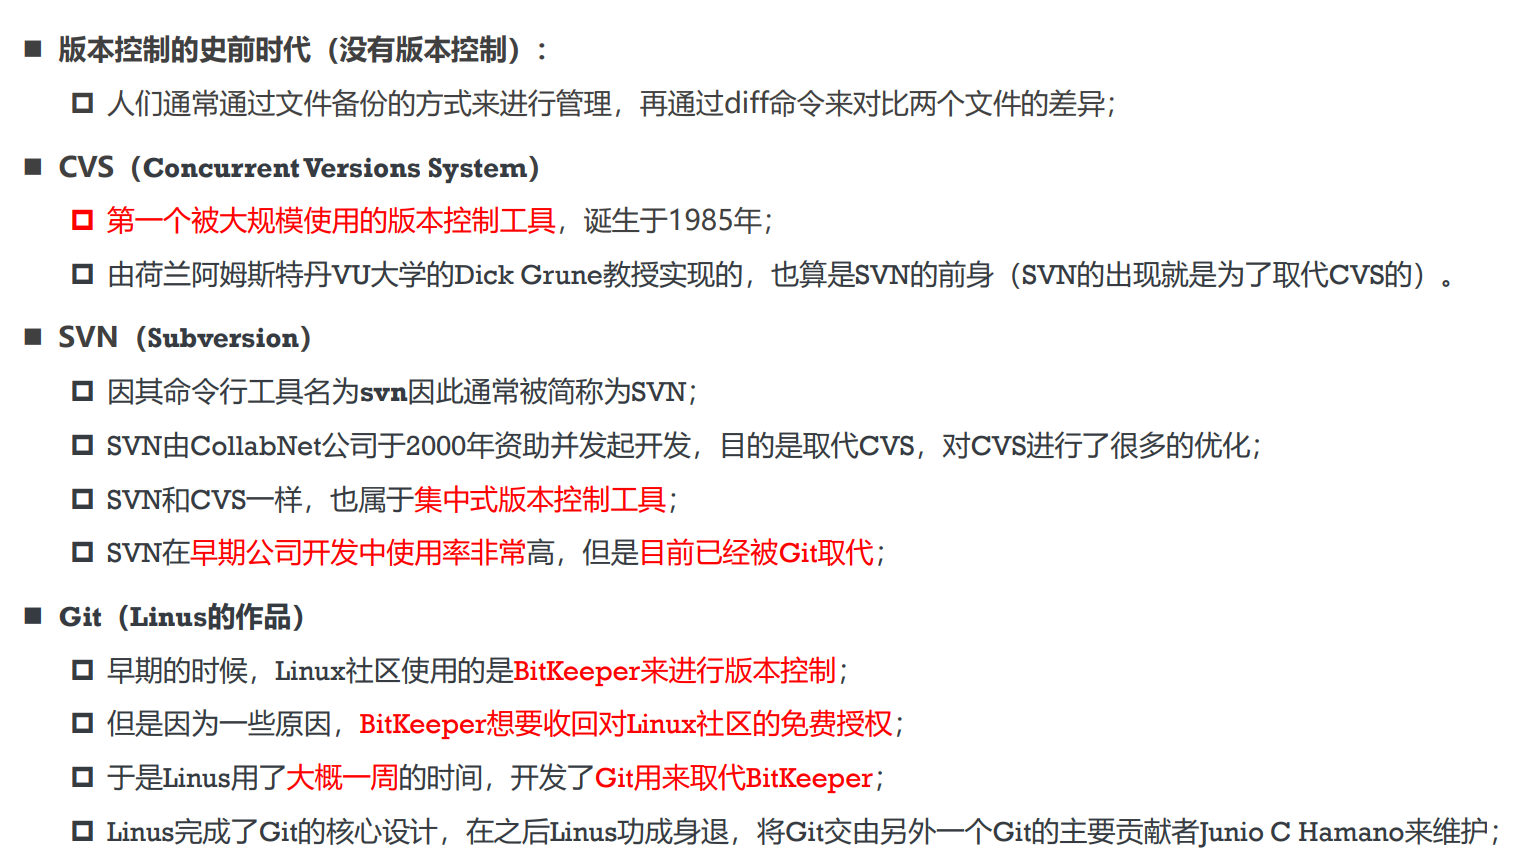 版本控制的史前时代（没有版本控制）：
人们通常通过文件备份的方式来进行管理，再通过diff命令来对比两个文件的差异；
CVS（Concurrent Versions System）
第一个被大规模使用的版本控制工具，诞生于1985年；
由荷兰阿姆斯特丹VU大学的Dick Grune教授实现的，也算是SVN的前身（SVN的出现就是为了取代CVS的）。
SVN（Subversion）
因其命令行工具名为svn因此通常被简称为SVN；
SVN由CollabNet公司于2000年资助并发起开发，目的是取代CVS，对CVS进行了很多的优化；
SVN和CVS一样，也属于集中式版本控制工具；
SVN在早期公司开发中使用率非常高，但是目前已经被Git取代；
Git（Linus的作品）
早期的时候，Linux社区使用的是BitKeeper来进行版本控制；
但是因为一些原因，BitKeeper想要收回对Linux社区的免费授权；
于是Linus用了大概一周的时间，开发了Git用来取代BitKeeper；
Linus完成了Git的核心设计，在之后Linus功成身退，将Git交由另外一个Git的主要贡献者Junio C Hamano来维护；